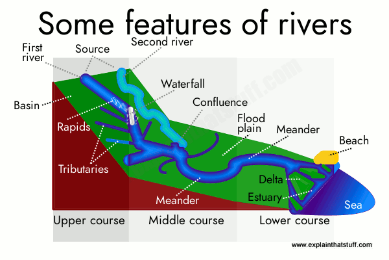 Some features of rivers
First
river
Source
Second river
Waterfall
Basin
Confluence
Rapids
Flood
plain
Meander
Beach
Tributaries
Delta
Meander
Estuary
Sea
Upper course
Middle course
Lower course
www.explainthatstuff.com